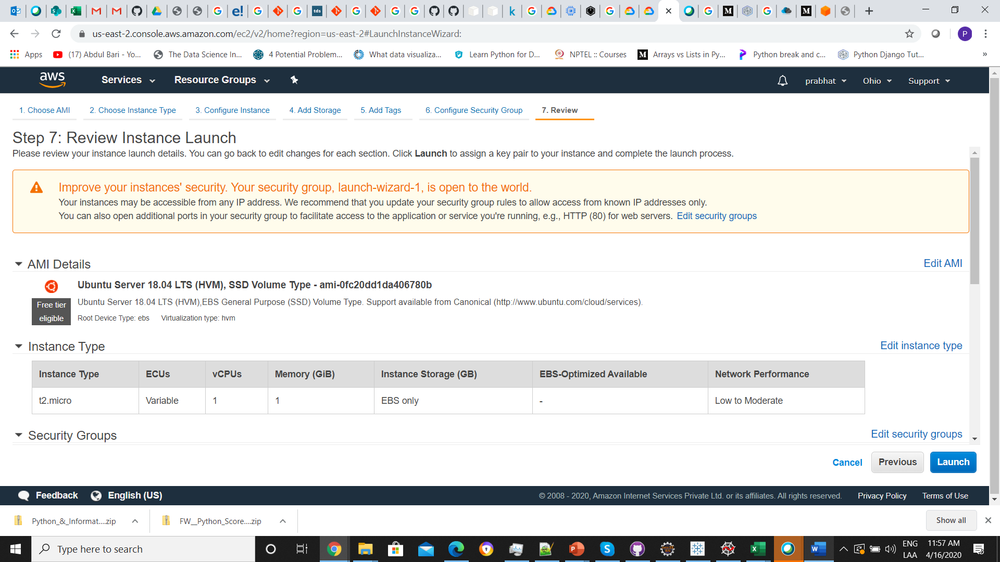 us-east-2.console.aws.amazon.com/ec2/v2/home?region=us-east-2#LaunchInstanceWizard:
P
Apps (17) Abdul Bari - Yo... The Data Science In... 4 Potential Problem... What data visualiza... Learn Python for D... NPTEL :: Courses Arrays vs Lists in Py... Python break and c... Python Django Tut... »
aws Services Resource Groups prabhat Ohio Support
1. Choose AMI 2. Choose Instance Type 3. Configure Instance 4. Add Storage 5. Add Tags 6. Configure Security Group 7. Review
Step 7: Review Instance Launch
Please review your instance launch details. You can go back to edit changes for each section. Click Launch to assign a key pair to your instance and complete the launch process.
Improve your instances' security. Your security group, launch-wizard-1, is open to the world.
Your instances may be accessible from any IP address. We recommend that you update your security group rules to allow access from known IP addresses only.
You can also open additional ports in your security group to facilitate access to the application or service you're running, e.g., HTTP (80) for web servers. Edit security groups
AMI Details Edit AMI
Ubuntu Server 18.04 LTS (HVM), SSD Volume Type - ami-0fc20dd1da406780b
Free tier eligible
Ubuntu Server 18.04 LTS (HVM),EBS General Purpose (SSD) Volume Type. Support available from Canonical (http://www.ubuntu.com/cloud/services).
Root Device Type: ebs Virtualization type: hvm
Instance Type Edit instance type
Instance Type ECUs vCPUs Memory (GiB) Instance Storage (GB) EBS-Optimized Available Network Performance
t2.micro Variable 1 1 EBS only - Low to Moderate
Security Groups Edit security groups
Cancel Previous Launch
Feedback English (US) © 2008 - 2020, Amazon Internet Services Private Ltd. or its affiliates. All rights reserved. Privacy Policy Terms of Use
Python_&_Informat....zip FW__Python_Score....zip Show all
Type here to search ENG 11:57 AM
LAA 4/16/2020